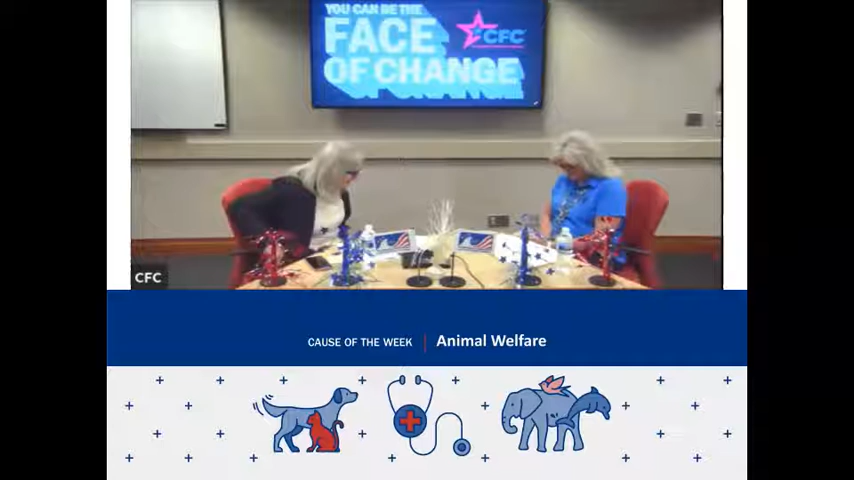 YOU CAN BE THE
FACE
OF CHANGE
CFC
CFC
CAUSE OF THE WEEK | Animal Welfare